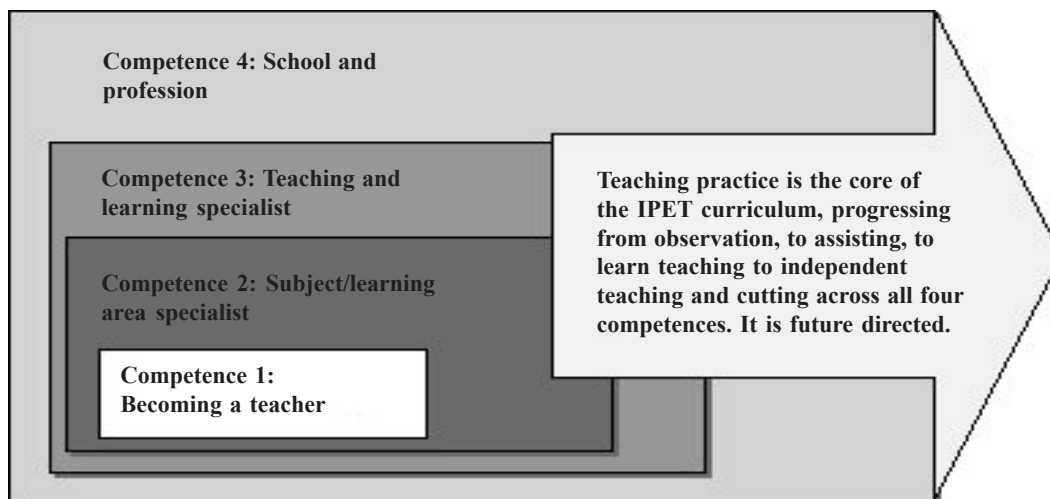 Competence 4: School and
profession
Competence 3: Teaching and
learning specialist
Competence 2: Subject/learning
area specialist
Competence 1:
Becoming a teacher
Teaching practice is the core of
the IPET curriculum, progressing
from observation, to assisting, to
learn teaching to independent
teaching and cutting across all four
competences. It is future directed.